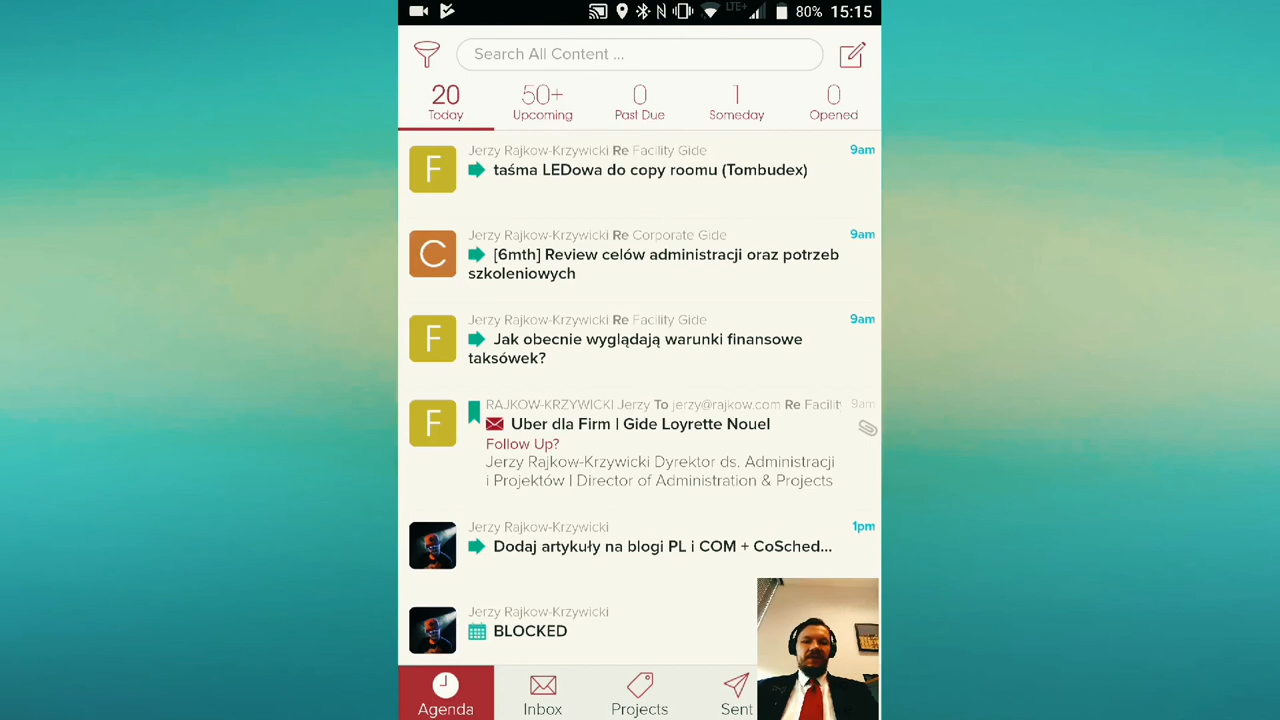 LTE+ 80% 15:15
Search All Content ...
20 50+ 0 1 0
Today Upcoming Past Due Someday Opened
Jerzy Rajkow-Krzywicki Re Facility Gide 9am
F taśma LEDowa do copy roomu (Tombudex)
Jerzy Rajkow-Krzywicki Re Corporate Gide 9am
C [6mth] Review celów administracji oraz potrzeb
szkoleniowych
Jerzy Rajkow-Krzywicki Re Facility Gide 9am
F Jak obecnie wyglądają warunki finansowe
taksówek?
RAJKOW-KRZYWICKI Jerzy To jerzy@rajkow.com Re Facilit 9am
F Uber dla Firm | Gide Loyrette Nouel
Follow Up?
Jerzy Rajkow-Krzywicki Dyrektor ds. Administracji
i Projektów | Director of Administration & Projects
Jerzy Rajkow-Krzywicki 1pm
Dodaj artykuły na blogi PL i COM + CoSched...
Jerzy Rajkow-Krzywicki
BLOCKED
Agenda Inbox Projects Sent